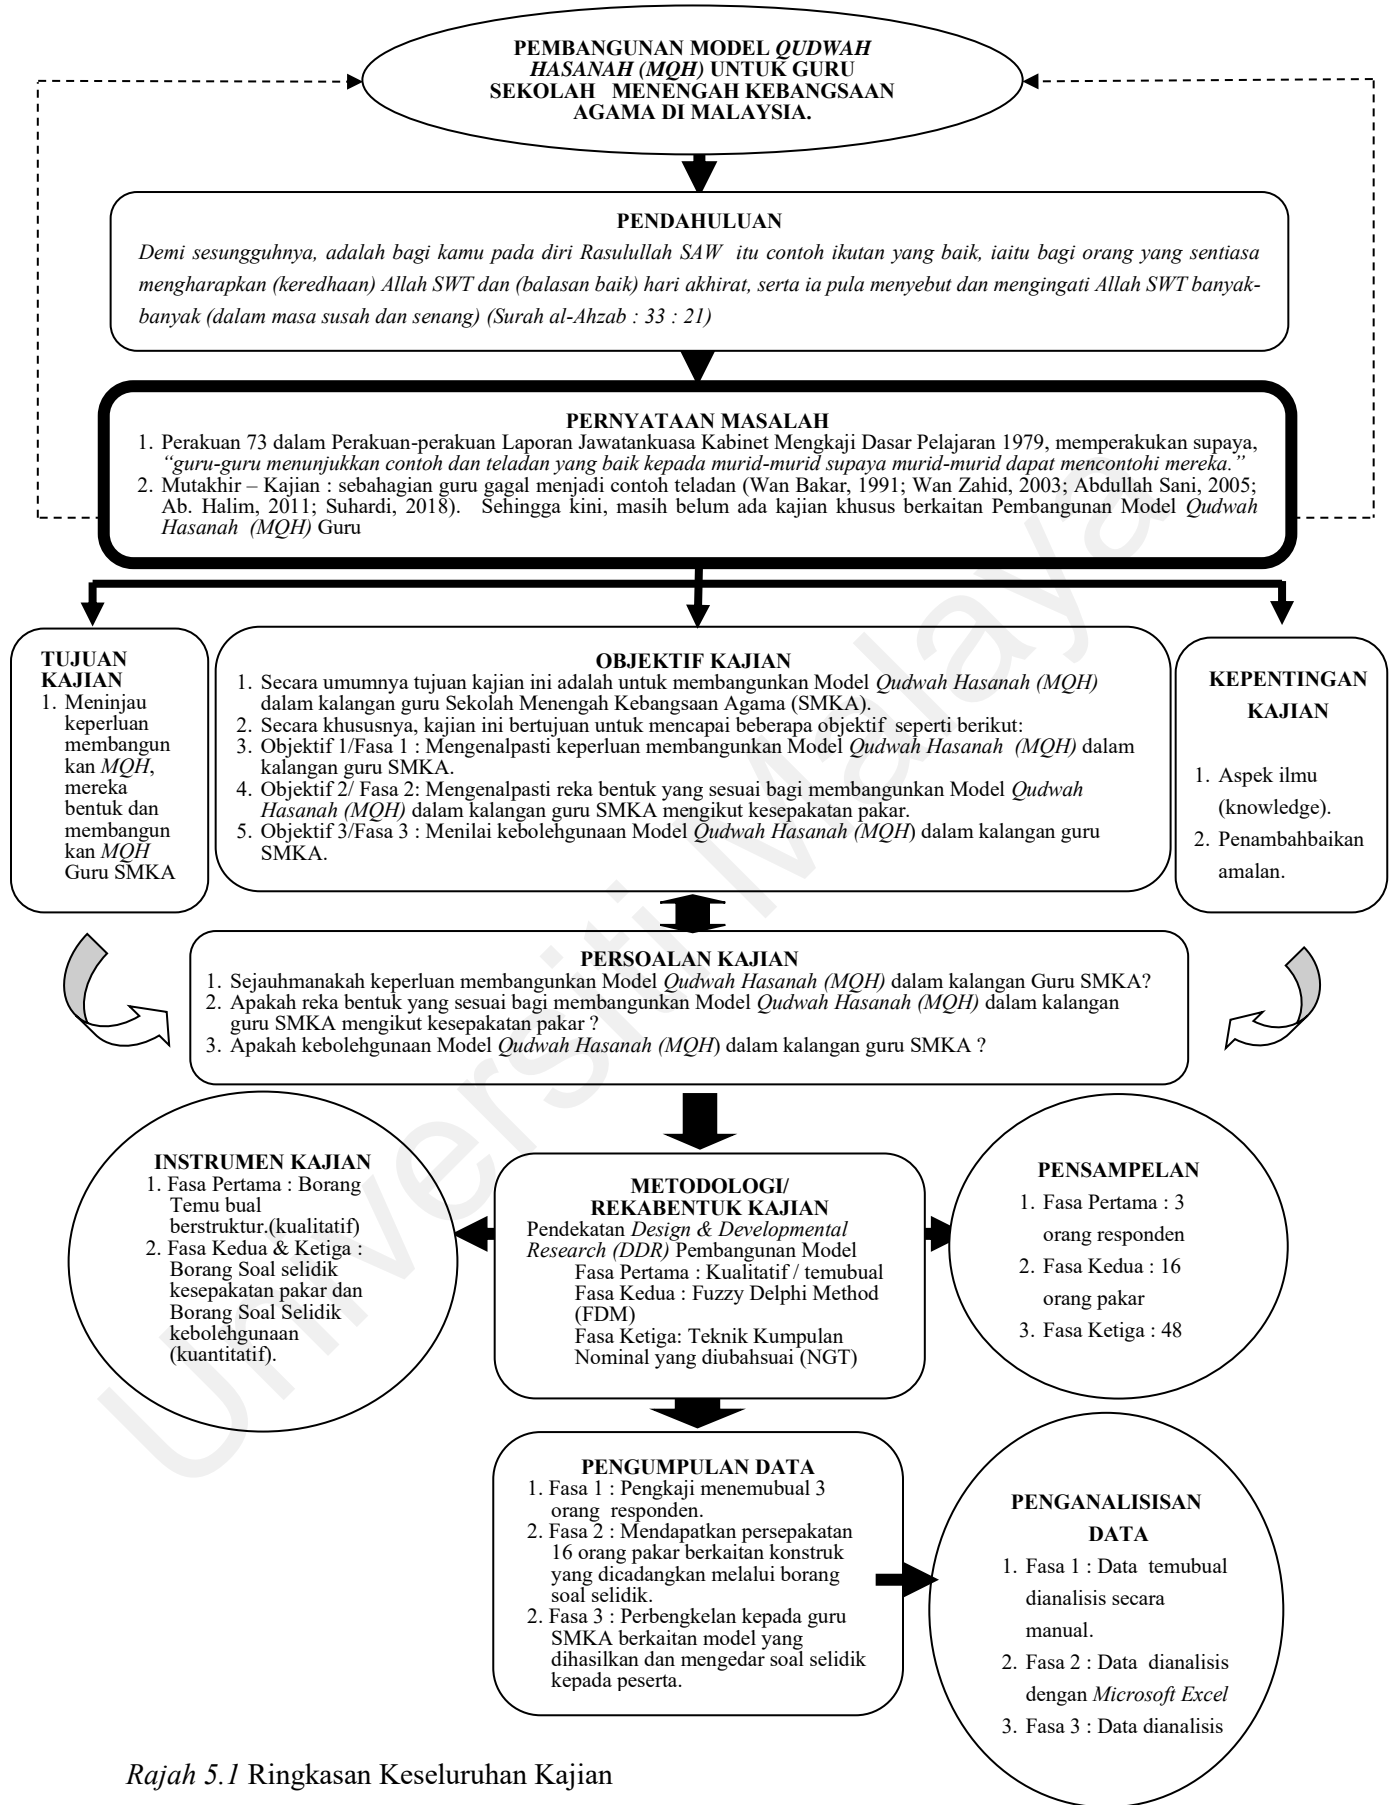 PEMBANGUNAN MODEL QUDWAH
HASANAH (MQH) UNTUK GURU
SEKOLAH MENENGAH KEBANGSAAN
AGAMA DI MALAYSIA.
PENDAHULUAN
Demi sesungguhnya, adalah bagi kamu pada diri Rasulullah SAW itu contoh ikutan yang baik, iaitu bagi orang yang sentiasa
mengharapkan (keredhaan) Allah SWT dan (balasan baik) hari akhirat, serta ia pula menyebut dan mengingati Allah SWT banyak-
banyak (dalam masa susah dan senang) (Surah al-Ahzab : 33 : 21)
PERNYATAAN MASALAH
1. Perakuan 73 dalam Perakuan-perakuan Laporan Jawatankuasa Kabinet Mengkaji Dasar Pelajaran 1979, memperakukan supaya,
“guru-guru menunjukkan contoh dan teladan yang baik kepada murid-murid supaya murid-murid dapat mencontohi mereka.”
2. Mutakhir – Kajian : sebahagian guru gagal menjadi contoh teladan (Wan Bakar, 1991; Wan Zahid, 2003; Abdullah Sani, 2005;
Ab. Halim, 2011; Suhardi, 2018). Sehingga kini, masih belum ada kajian khusus berkaitan Pembangunan Model Qudwah
Hasanah (MQH) Guru
TUJUAN
KAJIAN
1. Meninjau
keperluan
membangun
kan MQH,
mereka
bentuk dan
membangun
kan MQH
Guru SMKA
OBJEKTIF KAJIAN
1. Secara umumnya tujuan kajian ini adalah untuk membangunkan Model Qudwah Hasanah (MQH)
dalam kalangan guru Sekolah Menengah Kebangsaan Agama (SMKA).
2. Secara khususnya, kajian ini bertujuan untuk mencapai beberapa objektif seperti berikut:
3. Objektif 1/Fasa 1 : Mengenalpasti keperluan membangunkan Model Qudwah Hasanah (MQH) dalam
kalangan guru SMKA.
4. Objektif 2/ Fasa 2: Mengenalpasti reka bentuk yang sesuai bagi membangunkan Model Qudwah
Hasanah (MQH) dalam kalangan guru SMKA mengikut kesepakatan pakar.
5. Objektif 3/Fasa 3 : Menilai kebolehgunaan Model Qudwah Hasanah (MQH) dalam kalangan guru
SMKA.
KEPENTINGAN
KAJIAN
1. Aspek ilmu
(knowledge).
2. Penambahbaikan
amalan.
PERSOALAN KAJIAN
1. Sejauhmanakah keperluan membangunkan Model Qudwah Hasanah (MQH) dalam kalangan Guru SMKA?
2. Apakah reka bentuk yang sesuai bagi membangunkan Model Qudwah Hasanah (MQH) dalam kalangan
guru SMKA mengikut kesepakatan pakar ?
3. Apakah kebolehgunaan Model Qudwah Hasanah (MQH) dalam kalangan guru SMKA ?
INSTRUMEN KAJIAN
1. Fasa Pertama : Borang
Temu bual
berstruktur.(kualitatif)
2. Fasa Kedua & Ketiga :
Borang Soal selidik
kesepakatan pakar dan
Borang Soal Selidik
kebolehgunaan
(kuantitatif).
METODOLOGI/
REKABENTUK KAJIAN
Pendekatan Design & Developmental
Research (DDR) Pembangunan Model
Fasa Pertama : Kualitatif / temubual
Fasa Kedua : Fuzzy Delphi Method
(FDM)
Fasa Ketiga: Teknik Kumpulan
Nominal yang diubahsuai (NGT)
PENSAMPELAN
1. Fasa Pertama : 3
orang responden
2. Fasa Kedua : 16
orang pakar
3. Fasa Ketiga : 48
PENGUMPULAN DATA
1. Fasa 1 : Pengkaji menemubual 3
orang responden.
2. Fasa 2 : Mendapatkan persepakatan
16 orang pakar berkaitan konstruk
yang dicadangkan melalui borang
soal selidik.
2. Fasa 3 : Perbengkelan kepada guru
SMKA berkaitan model yang
dihasilkan dan mengedar soal selidik
kepada peserta.
PENGANALISISAN
DATA
1. Fasa 1 : Data temubual
dianalisis secara
manual.
2. Fasa 2 : Data dianalisis
dengan Microsoft Excel
3. Fasa 3 : Data dianalisis
Rajah 5.1 Ringkasan Keseluruhan Kajian
Universiti Malaya